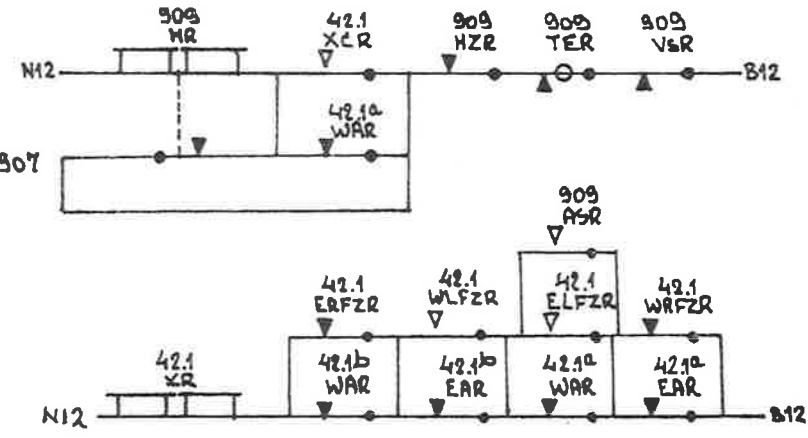 909 42.1 909 909 909
HR XCR HZR TER VSR
N12 B12
42.1a
WAR
907
909
ASR
42.1 42.1 42.1 42.1
ERFZR WLFZR ELFZR WRFZR
42.1 42.1b 42.1b 42.1a 42.1a
XR WAR EAR WAR EAR
N12 B12